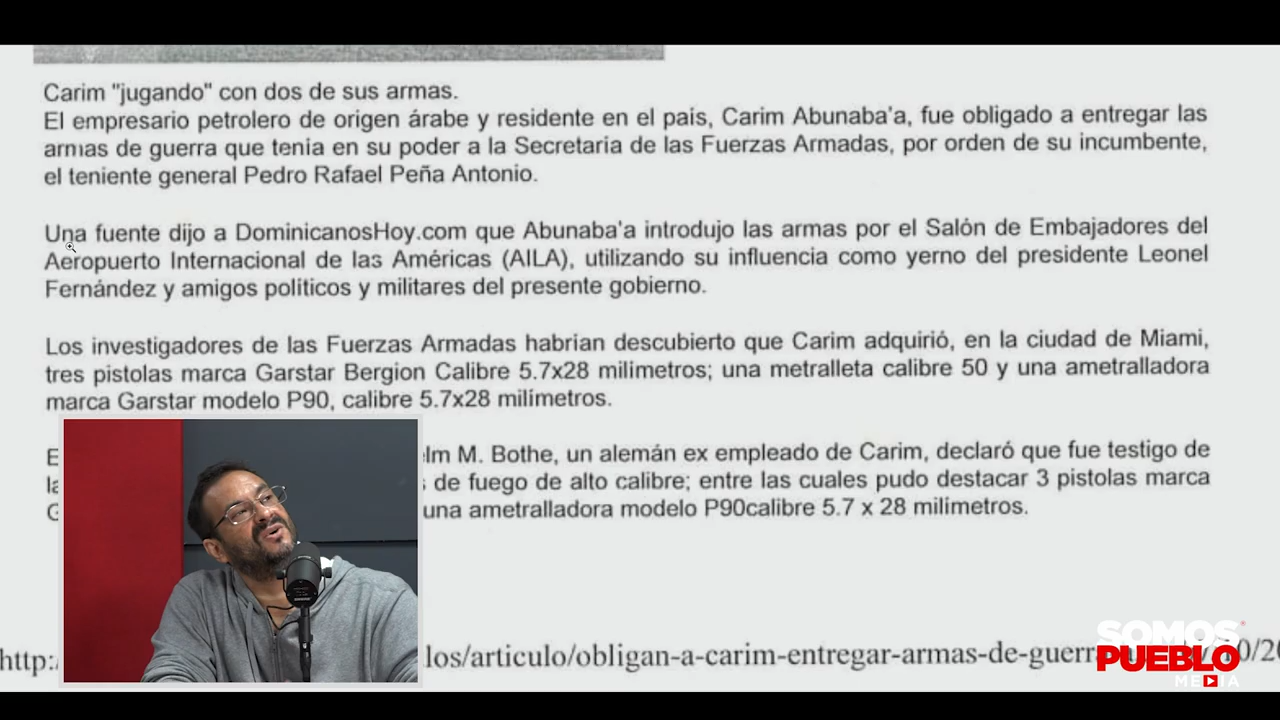 Carim "jugando" con dos de sus armas.
El empresario petrolero de origen árabe y residente en el país, Carim Abunaba'a, fue obligado a entregar las
armas de guerra que tenia en su poder a la Secretaria de las Fuerzas Armadas, por orden de su incumbente,
el teniente general Pedro Rafael Peña Antonio.
Una fuente dijo a DominicanosHoy.com que Abunaba'a introdujo las armas por el Salón de Embajadores del
Aeropuerto Internacional de las Américas (AILA), utilizando su influencia como yerno del presidente Leonel
Fernández y amigos políticos y militares del presente gobierno.
Los investigadores de las Fuerzas Armadas habrian descubierto que Carim adquirió, en la ciudad de Miami,
tres pistolas marca Garstar Bergion Calibre 5.7x28 milimetros; una metralleta calibre 50 y una ametralladora
marca Garstar modelo P90, calibre 5.7x28 milímetros.
M. Bothe, un alemán ex empleado de Carim, declaró que fue testigo de
de fuego de alto calibre; entre las cuales pudo destacar 3 pistolas marca
una ametralladora modelo P90calibre 5.7 x 28 milimetros.
http:
los/articulo/obligan-a-carim-entregar-armas-de-guerr
SOMOS
PUEBLO
MEDIA